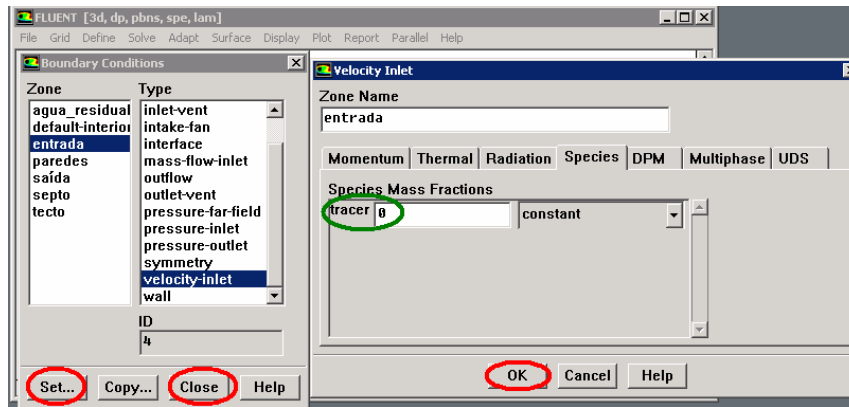 FLUENT [3d, dp, pbns, spe, lam]
File Grid Define Solve Adapt Surface Display Plot Report Parallel Help
Boundary Conditions
Zone
agua_residual
default-interior
entrada
paredes
saída
septo
tecto
Type
inlet-vent
intake-fan
interface
mass-flow-inlet
outflow
outlet-vent
pressure-far-field
pressure-inlet
pressure-outlet
symmetry
velocity-inlet
wall
ID
4
Set... Copy... Close Help
Velocity Inlet
Zone Name
entrada
Momentum Thermal Radiation Species DPM Multiphase UDS
Species Mass Fractions
tracer 0 constant
OK Cancel Help